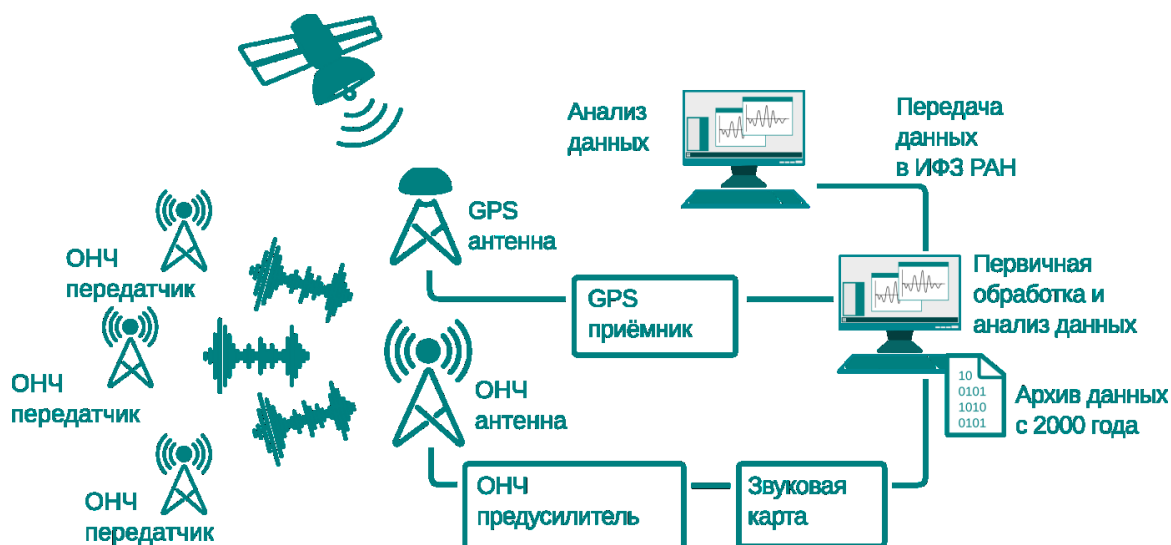 Анализ
данных
Передача
данных
в ИФЗ РАН
GPS
антенна
ОНЧ
передатчик
GPS
приёмник
Первичная
обработка и
анализ данных
ОНЧ
передатчик
ОНЧ
антенна
10
0101
1010
0101
Архив данных
с 2000 года
ОНЧ
передатчик
ОНЧ
предусилитель
Звуковая
карта